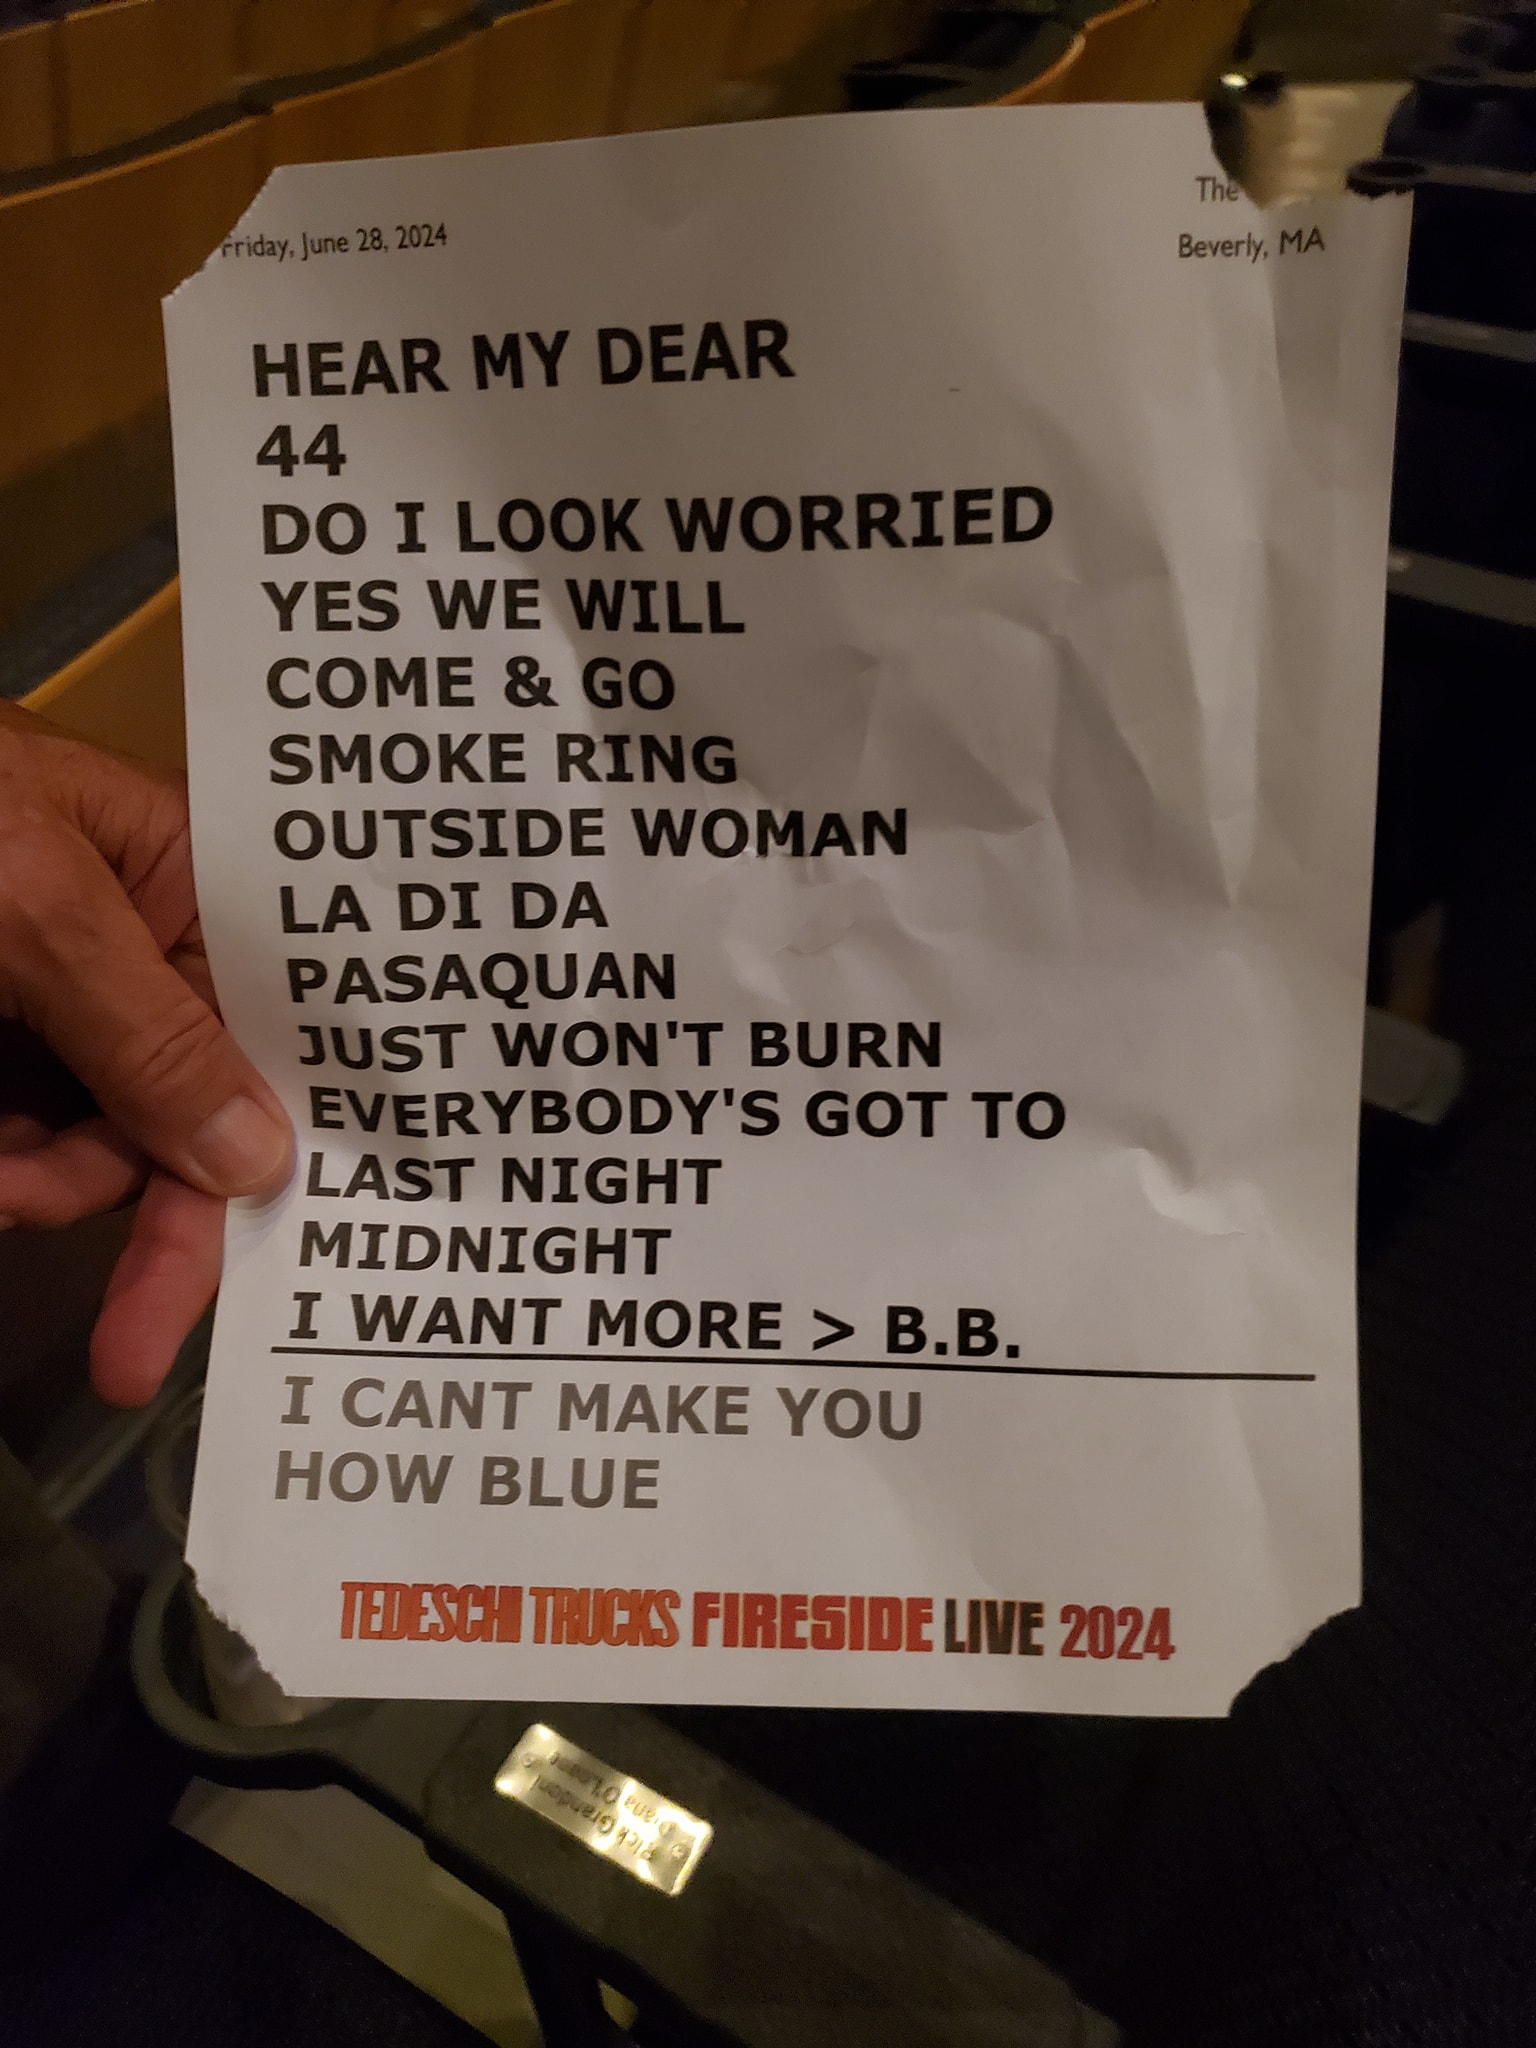 Friday, June 28, 2024
The
Beverly, MA
HEAR MY DEAR
44
DO I LOOK WORRIED
YES WE WILL
COME & GO
SMOKE RING
OUTSIDE WOMAN
LA DI DA
PASAQUAN
JUST WON'T BURN
EVERYBODY'S GOT TO
LAST NIGHT
MIDNIGHT
I WANT MORE > B.B.
I CANT MAKE YOU
HOW BLUE
TEDESCHI TRUCKS FIRESIDE LIVE 2024
Rick Grandoni
Diana O'Leary